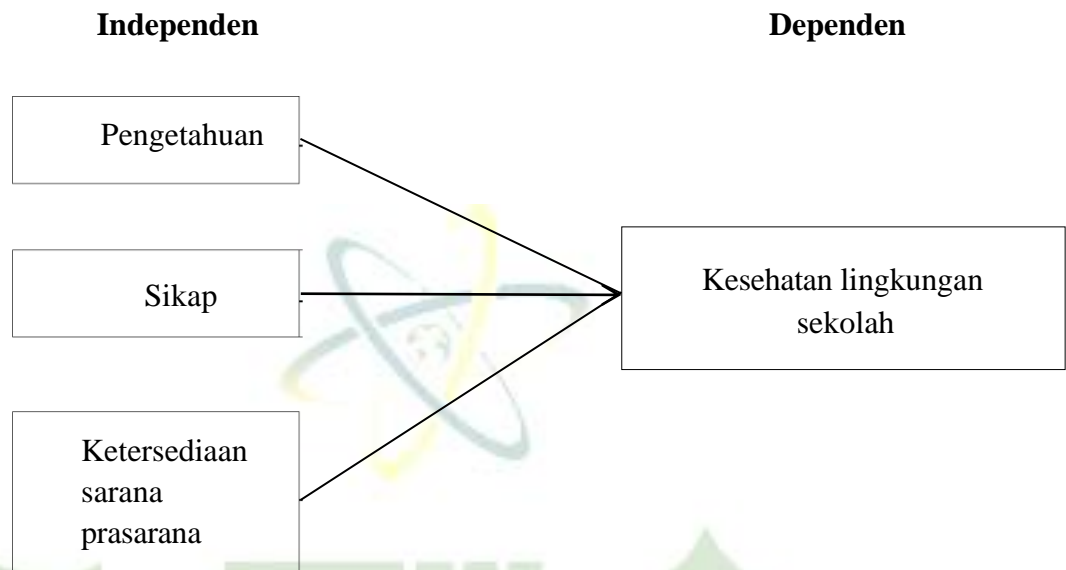 Independen
Dependen
Pengetahuan
Sikap
Kesehatan lingkungan
sekolah
Ketersediaan
sarana
prasarana